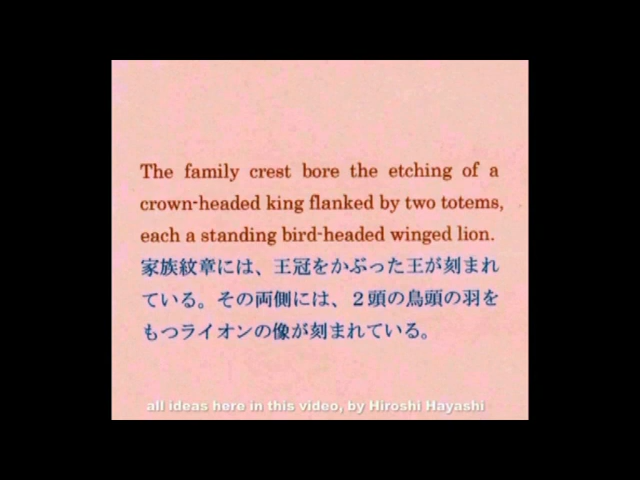 The family crest bore the etching of a
crown-headed king flanked by two totems,
each a standing bird-headed winged lion.
家族紋章には、王冠をかぶった王が刻まれ
ている。その両側には、２頭の鳥頭の羽を
もつライオンの像が刻まれている。
all ideas here in this video, by Hiroshi Hayashi